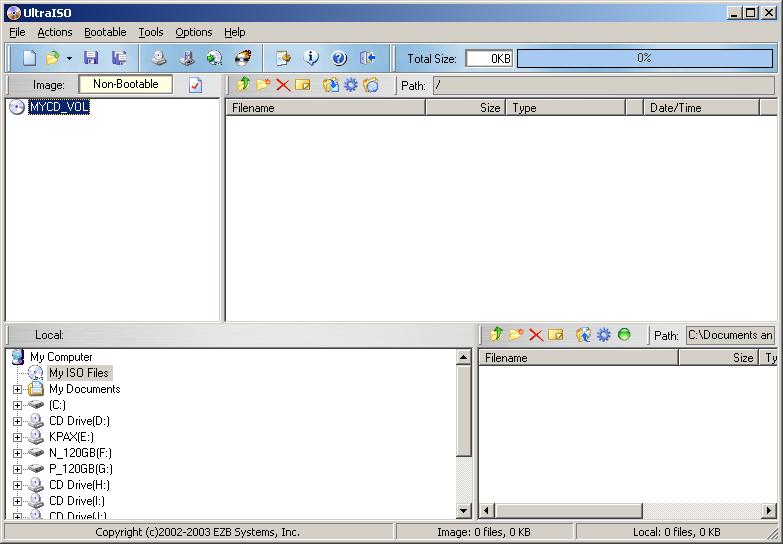 UltraISO
File Actions Bootable Tools Options Help
Total Size: 0KB 0%
Image: Non-Bootable Path: /
MYCD_VOL
Filename Size Type Date/Time
Local: Path: C:\Documents an
My Computer
My ISO Files
My Documents
(C:)
CD Drive(D:)
KPAX(E:)
N_120GB(F:)
P_120GB(G:)
CD Drive(H:)
CD Drive(I:)
CD Drive(J:)
Filename Size Ty
Copyright (c)2002-2003 EZB Systems, Inc. Image: 0 files, 0 KB Local: 0 files, 0 KB